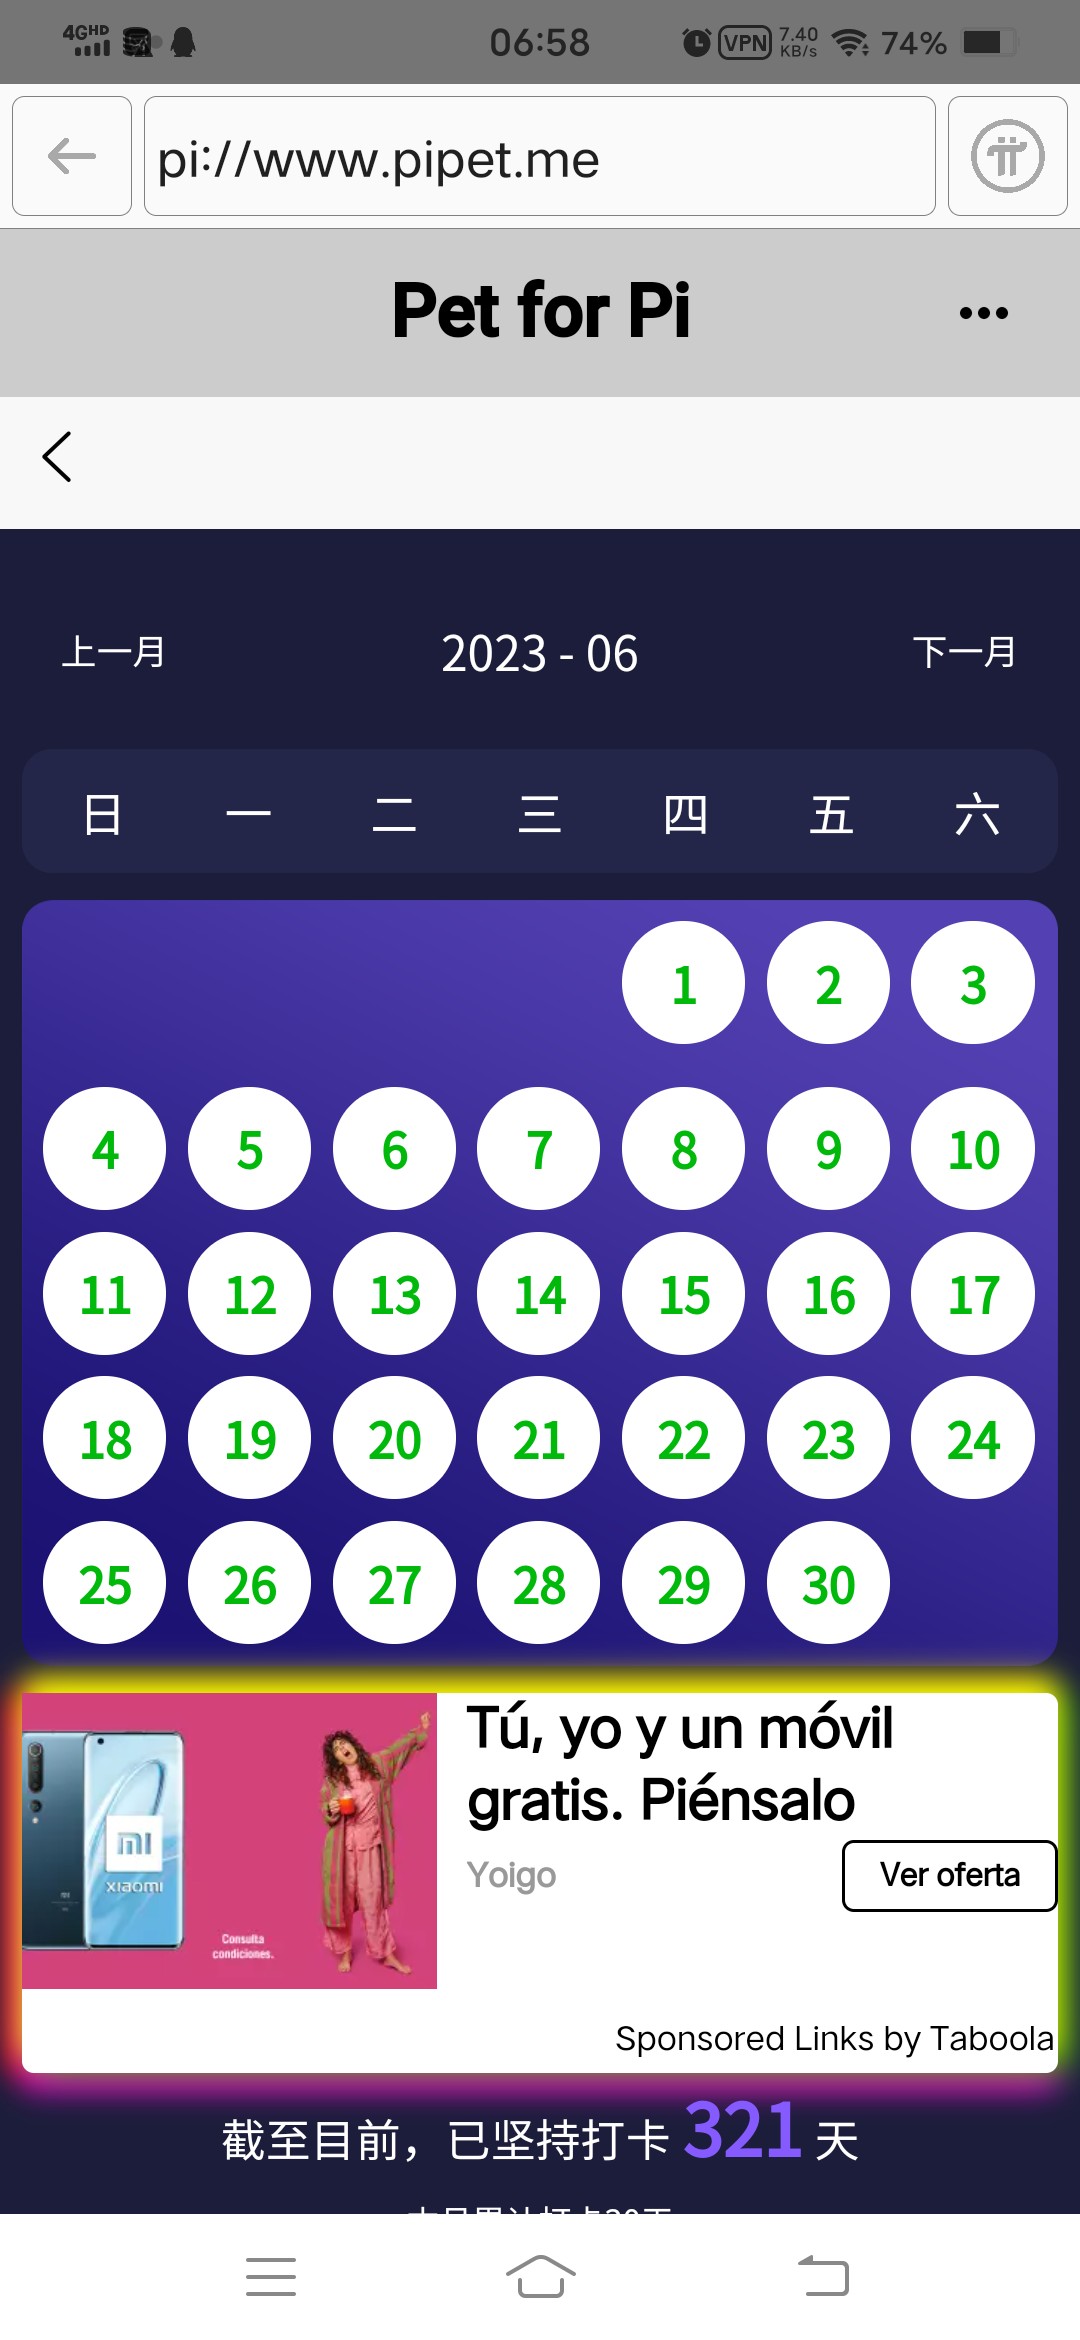 4GHD 06:58 VPN 7.40 KB/s 74%
pi://www.pipet.me
Pet for Pi
上一月 2023 - 06 下一月
日 一 二 三 四 五 六
1 2 3
4 5 6 7 8 9 10
11 12 13 14 15 16 17
18 19 20 21 22 23 24
25 26 27 28 29 30
Tú, yo y un móvil
gratis. Piénsalo
Yoigo
Ver oferta
xiaomi
Consulta
condiciones.
Sponsored Links by Taboola
截至目前，已坚持打卡 321 天